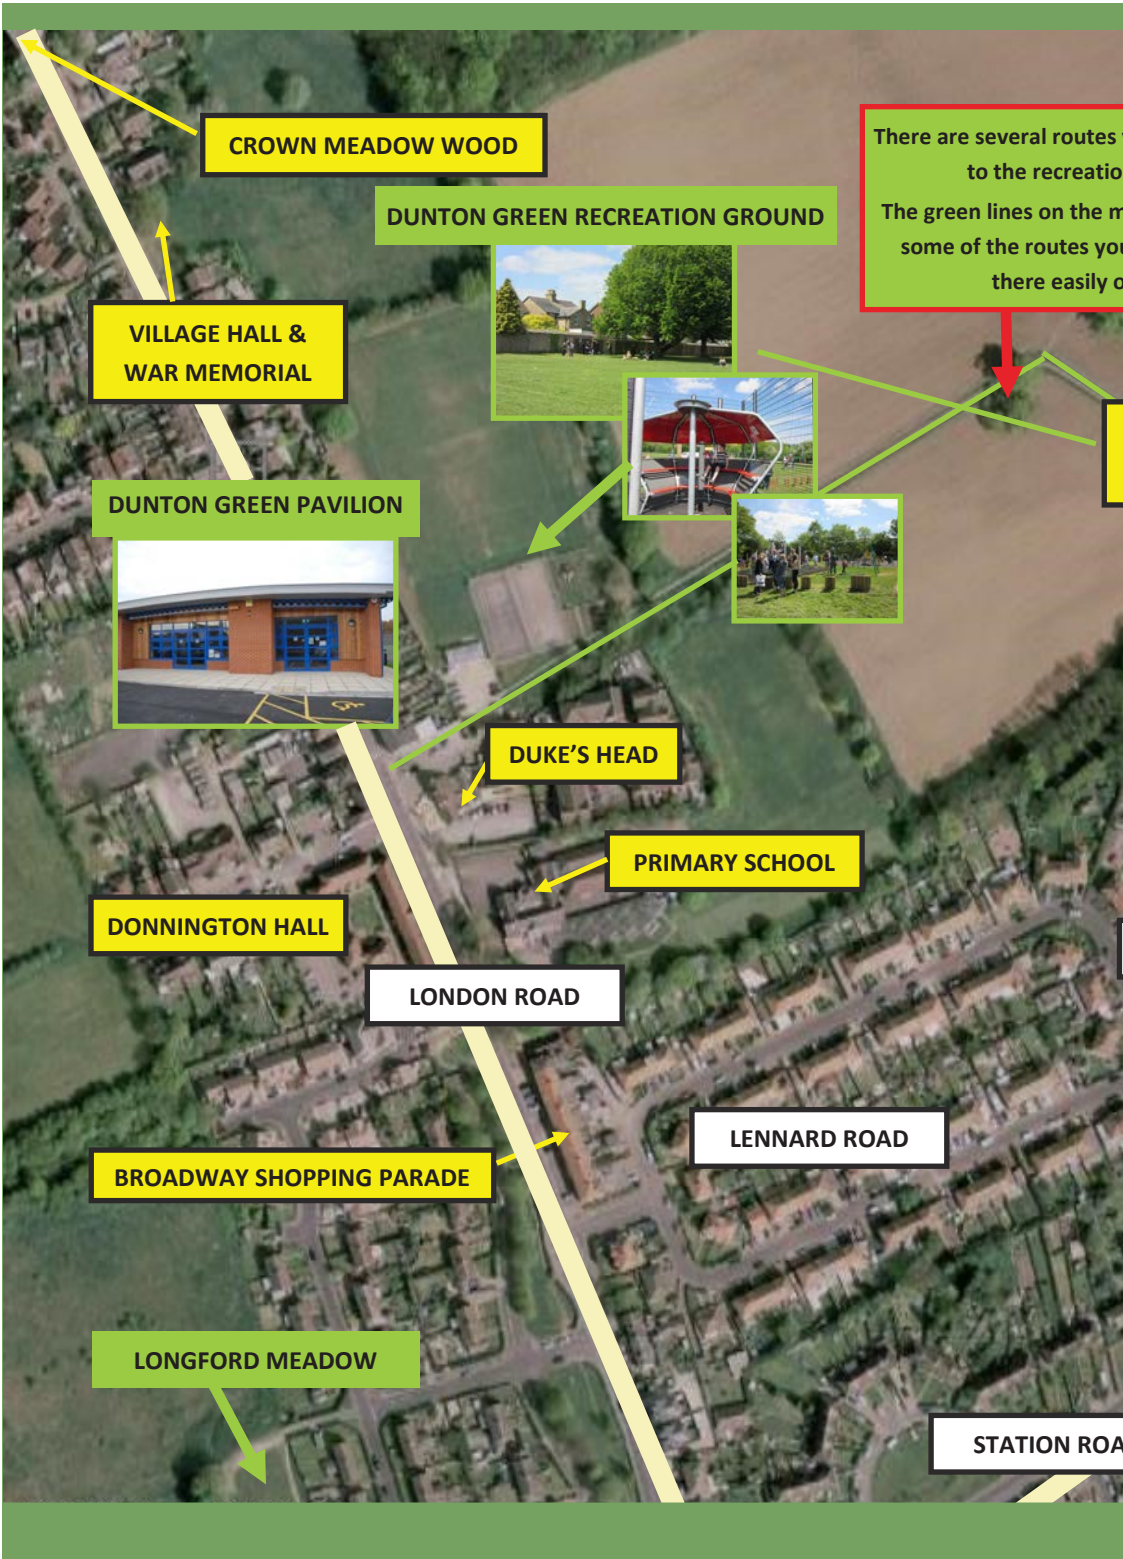 CROWN MEADOW WOOD
There are several routes
to the recreatio
The green lines on the m
some of the routes you
there easily o
DUNTON GREEN RECREATION GROUND
VILLAGE HALL &
WAR MEMORIAL
DUNTON GREEN PAVILION
DUKE'S HEAD
PRIMARY SCHOOL
DONNINGTON HALL
LONDON ROAD
LENNARD ROAD
BROADWAY SHOPPING PARADE
LONGFORD MEADOW
STATION ROA